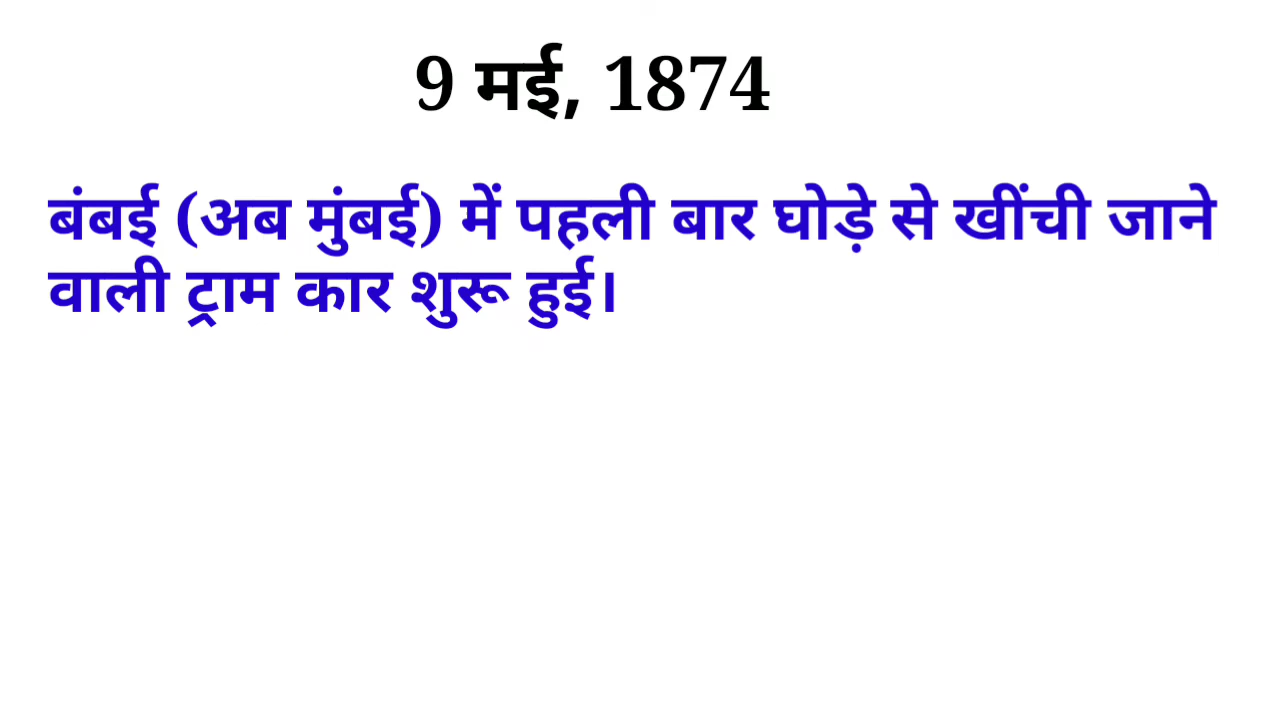 9 मई, 1874
बंबई (अब मुंबई) में पहली बार घोड़े से खींची जाने
वाली ट्राम कार शुरू हुई।